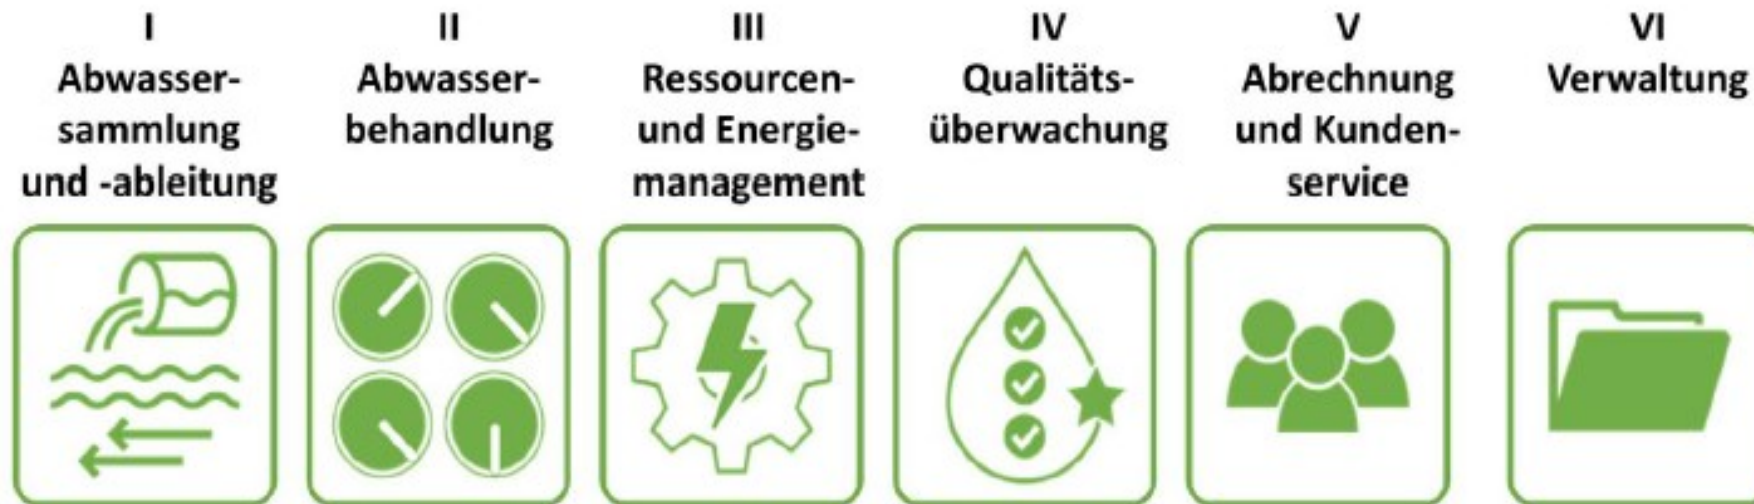 I
Abwasser-
sammlung
und -ableitung
II
Abwasser-
behandlung
III
Ressourcen-
und Energie-
management
IV
Qualitäts-
überwachung
V
Abrechnung
und Kunden-
service
VI
Verwaltung